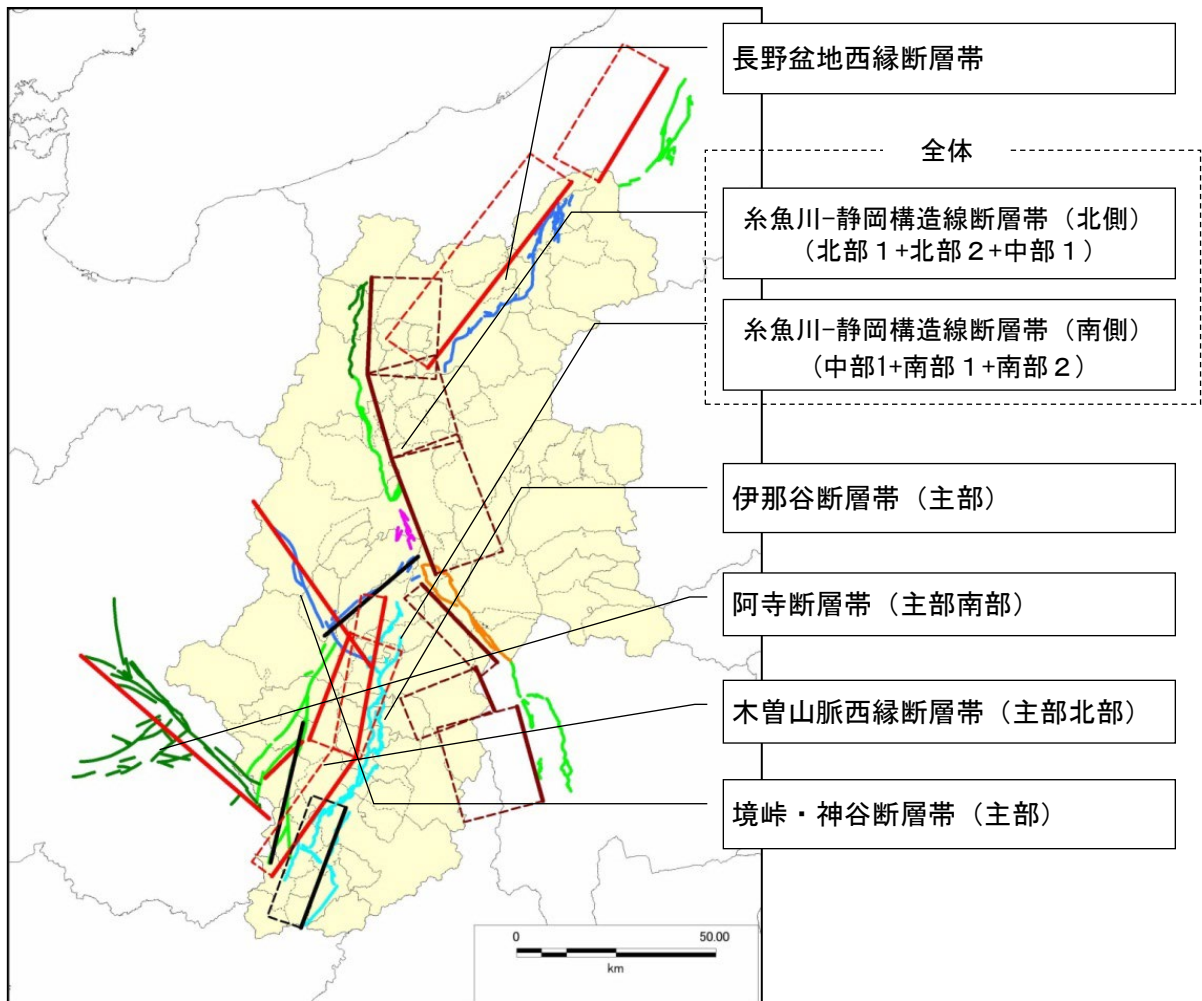 長野盆地西縁断層帯
全体
糸魚川-静岡構造線断層帯（北側）
（北部１+北部２+中部１）
糸魚川-静岡構造線断層帯（南側）
（中部1+南部１+南部２）
伊那谷断層帯（主部）
阿寺断層帯（主部南部）
木曽山脈西縁断層帯（主部北部）
境峠・神谷断層帯（主部）
0 50.00
km